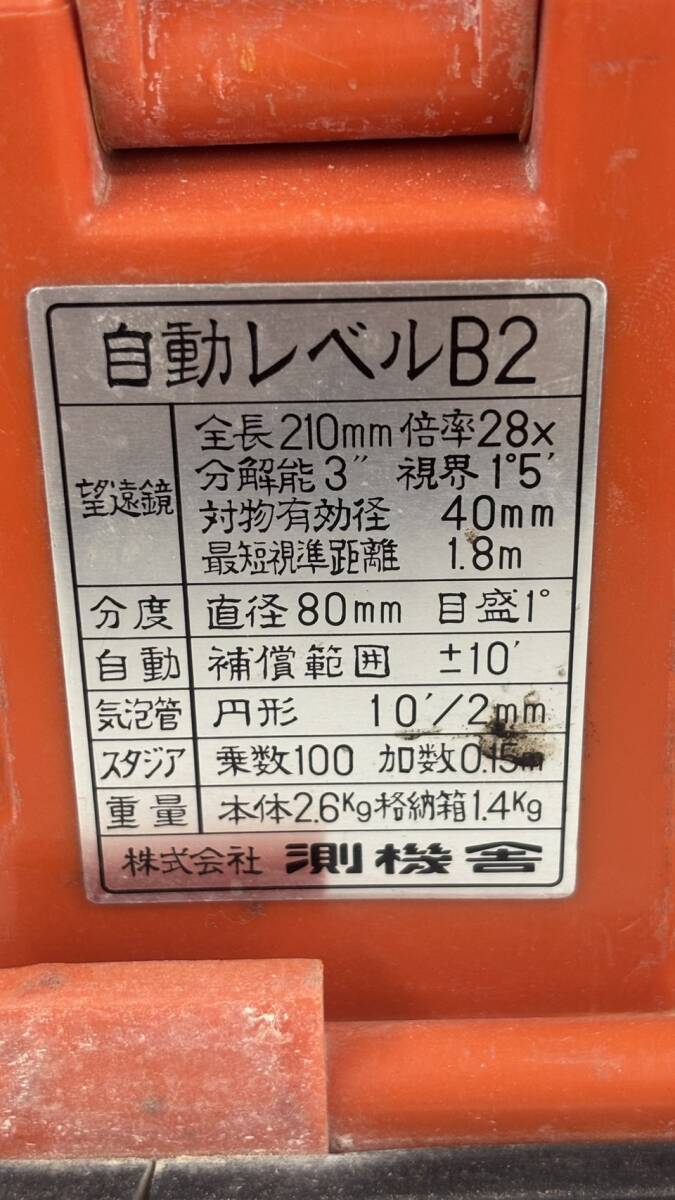 自動レベルB2
望遠鏡
全長210mm 倍率28x
分解能3″ 視界1°5′
対物有効径 40mm
最短視準距離 1.8m
分度 直径80mm 目盛1°
自動 補償範囲 ±10′
気泡管 円形 10′/2mm
スタジア 乗数100 加数0.15m
重量 本体2.6Kg格納箱1.4Kg
株式会社 測機舎